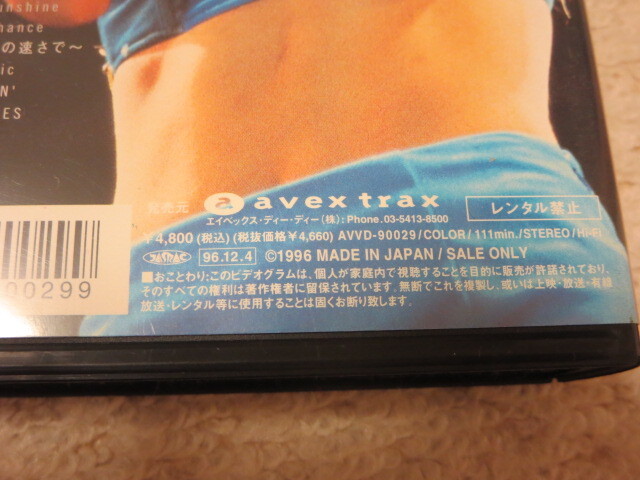 unshine
hance
の速さで〜
ic
N'
ES
発売元 a avex trax
エイベックス・ディー・ディー(株):Phone.03-5413-8500
レンタル禁止
¥4,800(税込)(税抜価格¥4,660) AVVD-90029/COLOR/111min./STEREO/Hi-Fi
JASRAC 96.12.4 ©1996 MADE IN JAPAN / SALE ONLY
■おことわり:このビデオグラムは、個人が家庭内で視聴することを目的に販売が許諾されており、
そのすべての権利は著作権者に留保されています。無断でこれを複製し、或いは上映・放送・有線
放送・レンタル等に使用することは固くお断り致します。
00299